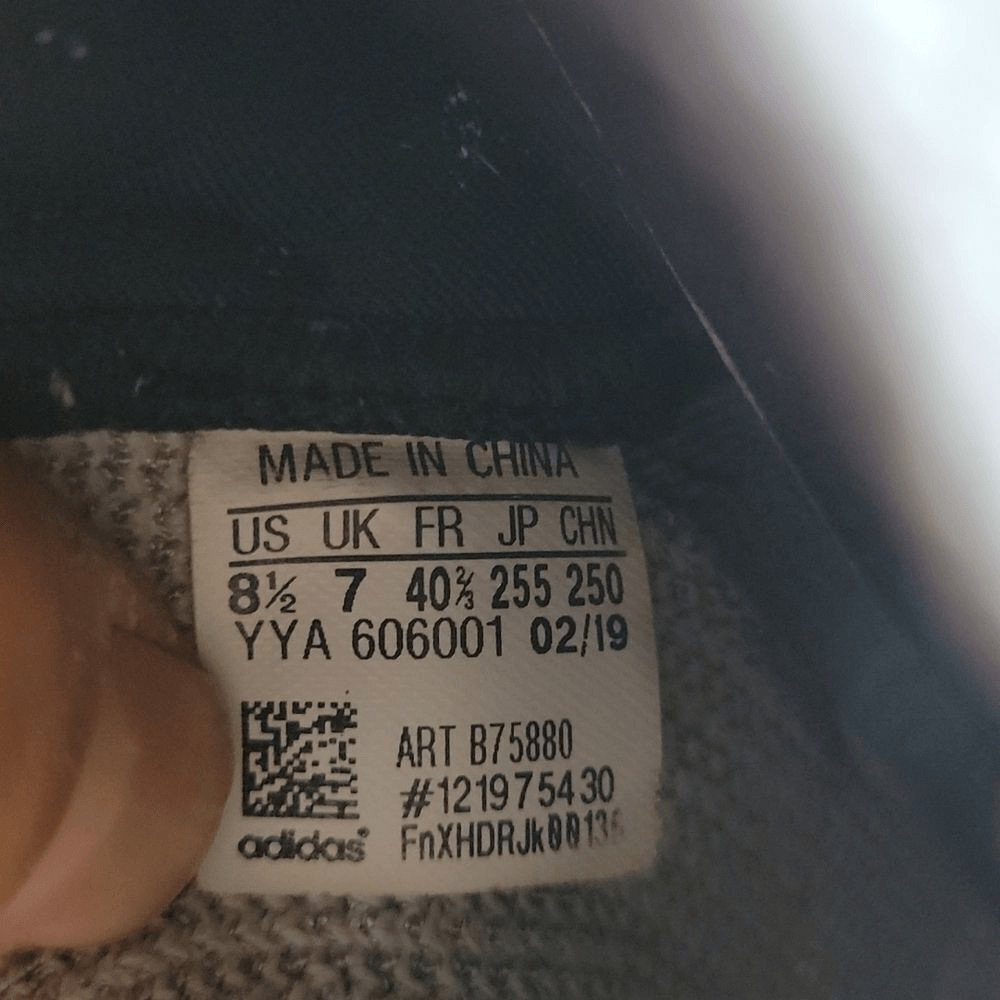 MADE IN CHINA
US UK FR JP CHN
8½ 7 40⅔ 255 250
YYA 606001 02/19
ART B75880
#121975430
adidas®